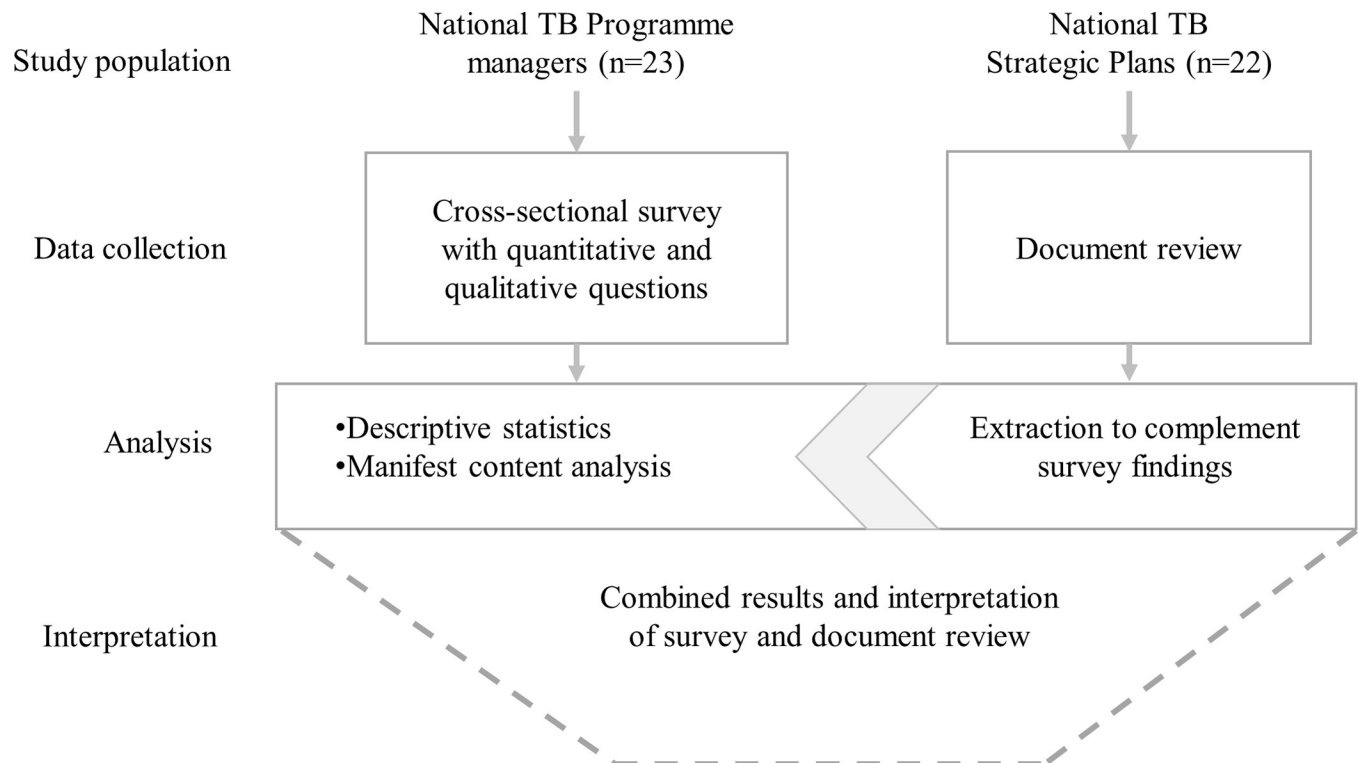 National TB Programme
managers (n=23)
National TB
Strategic Plans (n=22)
Study population
Cross-sectional survey
with quantitative and
qualitative questions
Data collection
Document review
Analysis
•Descriptive statistics
•Manifest content analysis
Extraction to complement
survey findings
Interpretation
Combined results and interpretation
of survey and document review